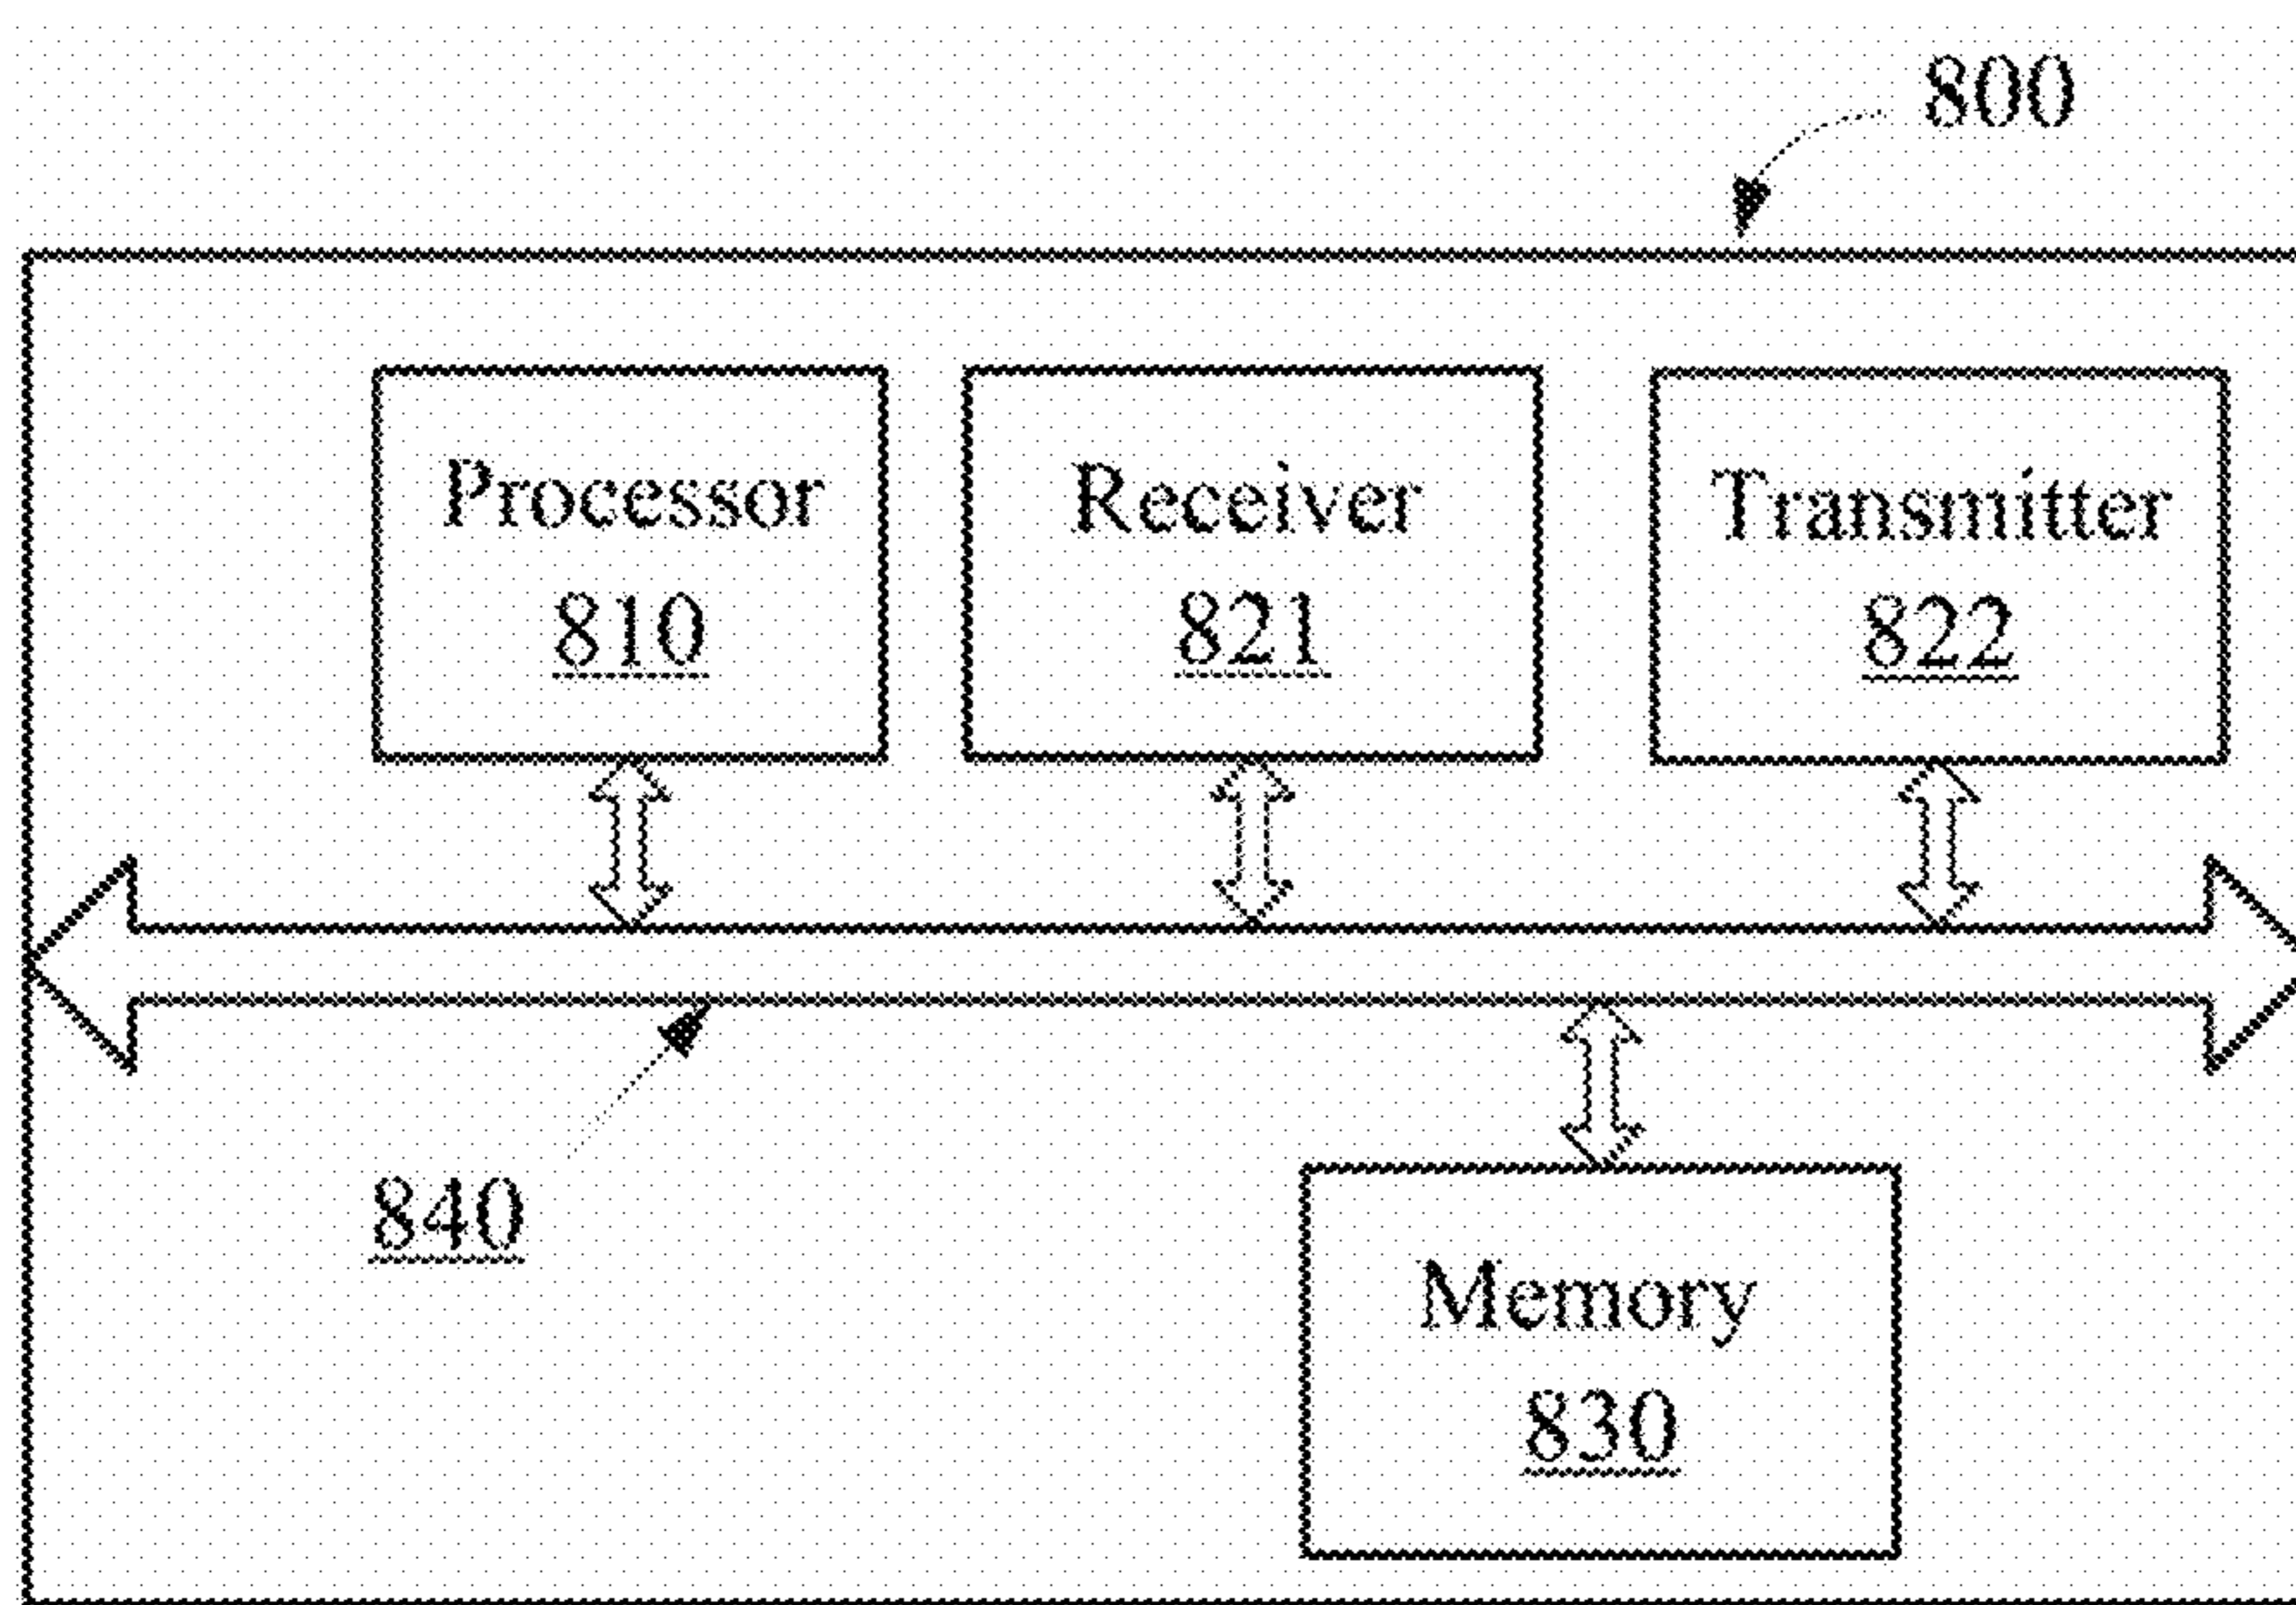 800
Processor
810
Receiver
821
Transmitter
822
840
Memory
830